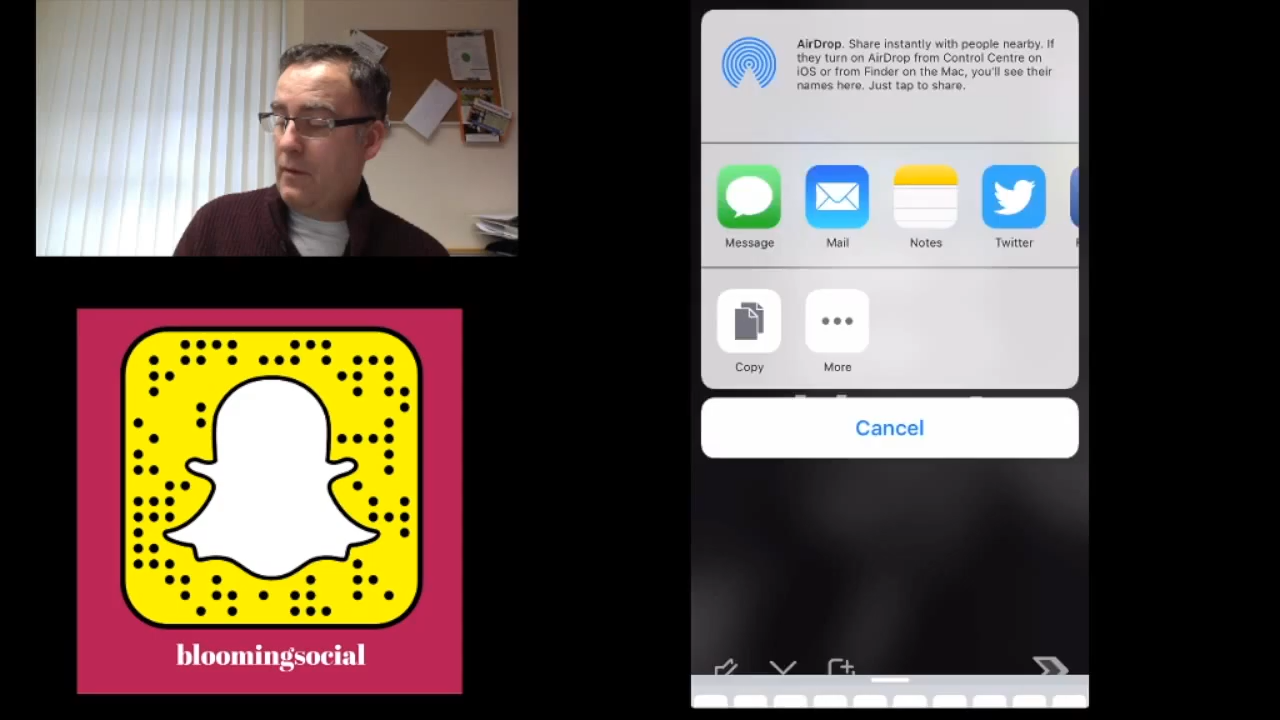 AirDrop. Share instantly with people nearby. If
they turn on AirDrop from Control Centre on
iOS or from Finder on the Mac, you'll see their
names here. Just tap to share.
Message Mail Notes Twitter
Copy More
Cancel
bloomingsocial